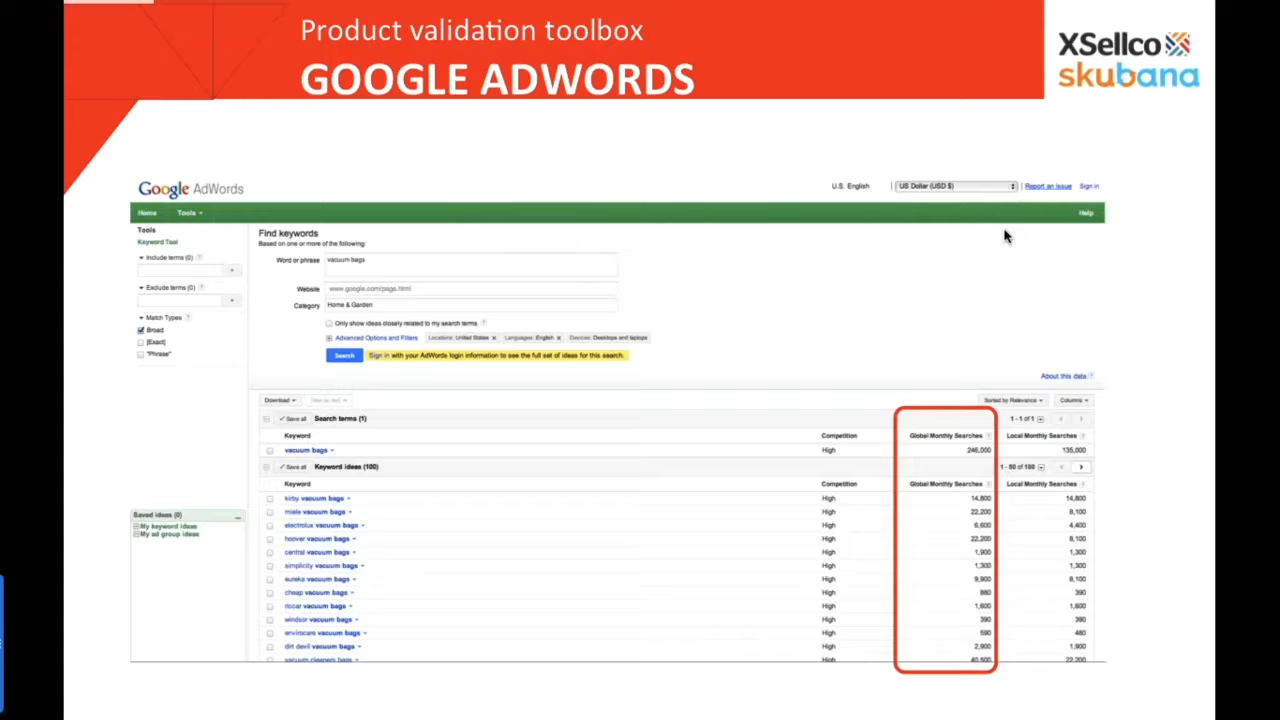 Product validation toolbox
GOOGLE ADWORDS
XSellco
skubana
Google AdWords
U.S. English | US Dollar (USD $) Report an issue Sign in
Home Tools Help
Tools
Keyword Tool
Include terms (0) ?
Exclude terms (0) ?
Match Types ?
Broad
[Exact]
"Phrase"
Saved ideas (0)
My keyword ideas
My ad group ideas
Find keywords
Based on one or more of the following:
Word or phrase vacuum bags
Website www.google.com/page.html
Category Home & Garden
Only show ideas closely related to my search terms ?
Advanced Options and Filters Locations: United States x Languages: English x Devices: Desktops and laptops
Search Sign in with your AdWords login information to see the full set of ideas for this search.
About this data ?
Download View as text Sorted by Relevance Columns
Save all Search terms (1) 1 - 1 of 1
Keyword Competition Global Monthly Searches ? Local Monthly Searches ?
vacuum bags High 246,000 135,000
Save all Keyword ideas (100) 1 - 50 of 100
Keyword Competition Global Monthly Searches ? Local Monthly Searches ?
kirby vacuum bags High 14,800 14,800
miele vacuum bags High 22,200 8,100
electrolux vacuum bags High 6,600 4,400
hoover vacuum bags High 22,200 8,100
central vacuum bags High 1,900 1,300
simplicity vacuum bags High 1,300 1,300
eureka vacuum bags High 9,900 8,100
cheap vacuum bags High 880 390
riccar vacuum bags High 1,600 1,600
windsor vacuum bags High 390 390
envirocare vacuum bags High 590 480
dirt devil vacuum bags High 2,900 1,900
vacuum cleaners bags High 40,500 22,200